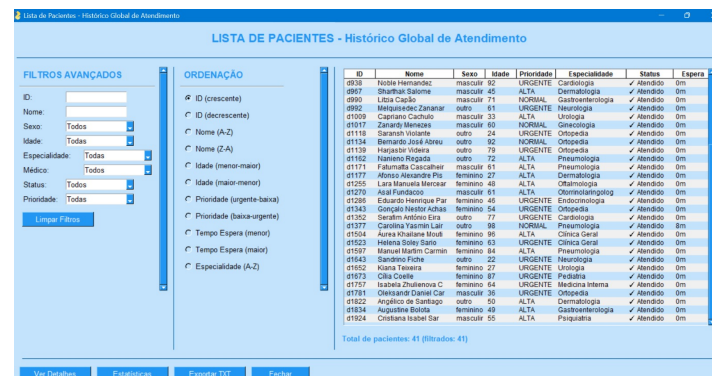 Lista de Pacientes - Histórico Global de Atendimento
LISTA DE PACIENTES - Histórico Global de Atendimento
FILTROS AVANÇADOS
ID:
Nome:
Sexo: Todos
Idade: Todas
Especialidade: Todas
Médico: Todos
Status: Todos
Prioridade: Todos
Limpar Filtros
ORDENAÇÃO
ID (crescente)
ID (decrescente)
Nome (A-Z)
Nome (Z-A)
Idade (menor-maior)
Idade (maior-menor)
Prioridade (urgente-baixa)
Prioridade (baixa-urgente)
Tempo Espera (menor)
Tempo Espera (maior)
Especialidade (A-Z)
ID Nome Sexo Idade Prioridade Especialidade Status Espera
d938 Noble Hernandez masculir 92 URGENTE Cardiologia ✓ Atendido 0m
d967 Sharthak Salome masculir 45 ALTA Dermatologia ✓ Atendido 0m
d990 Litzia Capão masculir 71 NORMAL Gastroenterologia ✓ Atendido 0m
d992 Melquisedec Zananar outro 61 URGENTE Neurologia ✓ Atendido 0m
d1009 Capriano Cachulo masculir 33 ALTA Urologia ✓ Atendido 0m
d1017 Zanardy Menezes masculir 60 NORMAL Ginecologia ✓ Atendido 0m
d1118 Saransh Violante outro 24 URGENTE Ortopedia ✓ Atendido 0m
d1134 Bernardo José Abreu outro 92 NORMAL Ortopedia ✓ Atendido 0m
d1139 Harjasbir Videira outro 79 URGENTE Ortopedia ✓ Atendido 0m
d1162 Nanieno Regada outro 72 ALTA Pneumologia ✓ Atendido 0m
d1171 Fatumatta Cascalheir masculir 61 ALTA Pneumologia ✓ Atendido 0m
d1177 Afonso Alexandre Pis feminino 27 ALTA Dermatologia ✓ Atendido 0m
d1255 Lara Manuela Mercear feminino 48 ALTA Oftalmologia ✓ Atendido 0m
d1270 Asal Fundacoo masculir 61 ALTA Otorrinolaringolog ✓ Atendido 0m
d1286 Eduardo Henrique Par feminino 46 URGENTE Endocrinologia ✓ Atendido 0m
d1343 Gonçalo Nestor Achas feminino 54 URGENTE Ortopedia ✓ Atendido 0m
d1352 Serafim António Eira outro 77 URGENTE Cardiologia ✓ Atendido 0m
d1377 Carolina Yasmin Lair outro 98 NORMAL Pneumologia ✓ Atendido 8m
d1504 Áurea Khailane Mouti feminino 96 ALTA Clínica Geral ✓ Atendido 0m
d1523 Helena Soley Sario feminino 63 URGENTE Clínica Geral ✓ Atendido 0m
d1597 Manuel Martim Carmin feminino 84 ALTA Pneumologia ✓ Atendido 0m
d1643 Sandrino Fiche outro 22 URGENTE Neurologia ✓ Atendido 0m
d1652 Kiana Teixeira feminino 27 URGENTE Urologia ✓ Atendido 0m
d1673 Cília Coelle feminino 87 URGENTE Pediatria ✓ Atendido 0m
d1757 Isabela Zhulienova C feminino 64 URGENTE Medicina Interna ✓ Atendido 0m
d1781 Oleksandr Daniel Car masculir 36 URGENTE Ortopedia ✓ Atendido 0m
d1822 Angélico de Santiago outro 50 ALTA Dermatologia ✓ Atendido 0m
d1834 Augustine Bolota feminino 49 ALTA Gastroenterologia ✓ Atendido 0m
d1924 Cristiana Isabel Sar masculir 55 ALTA Psiquiatria ✓ Atendido 0m
Total de pacientes: 41 (filtrados: 41)
Ver Detalhes Estatísticas Exportar TXT Fechar